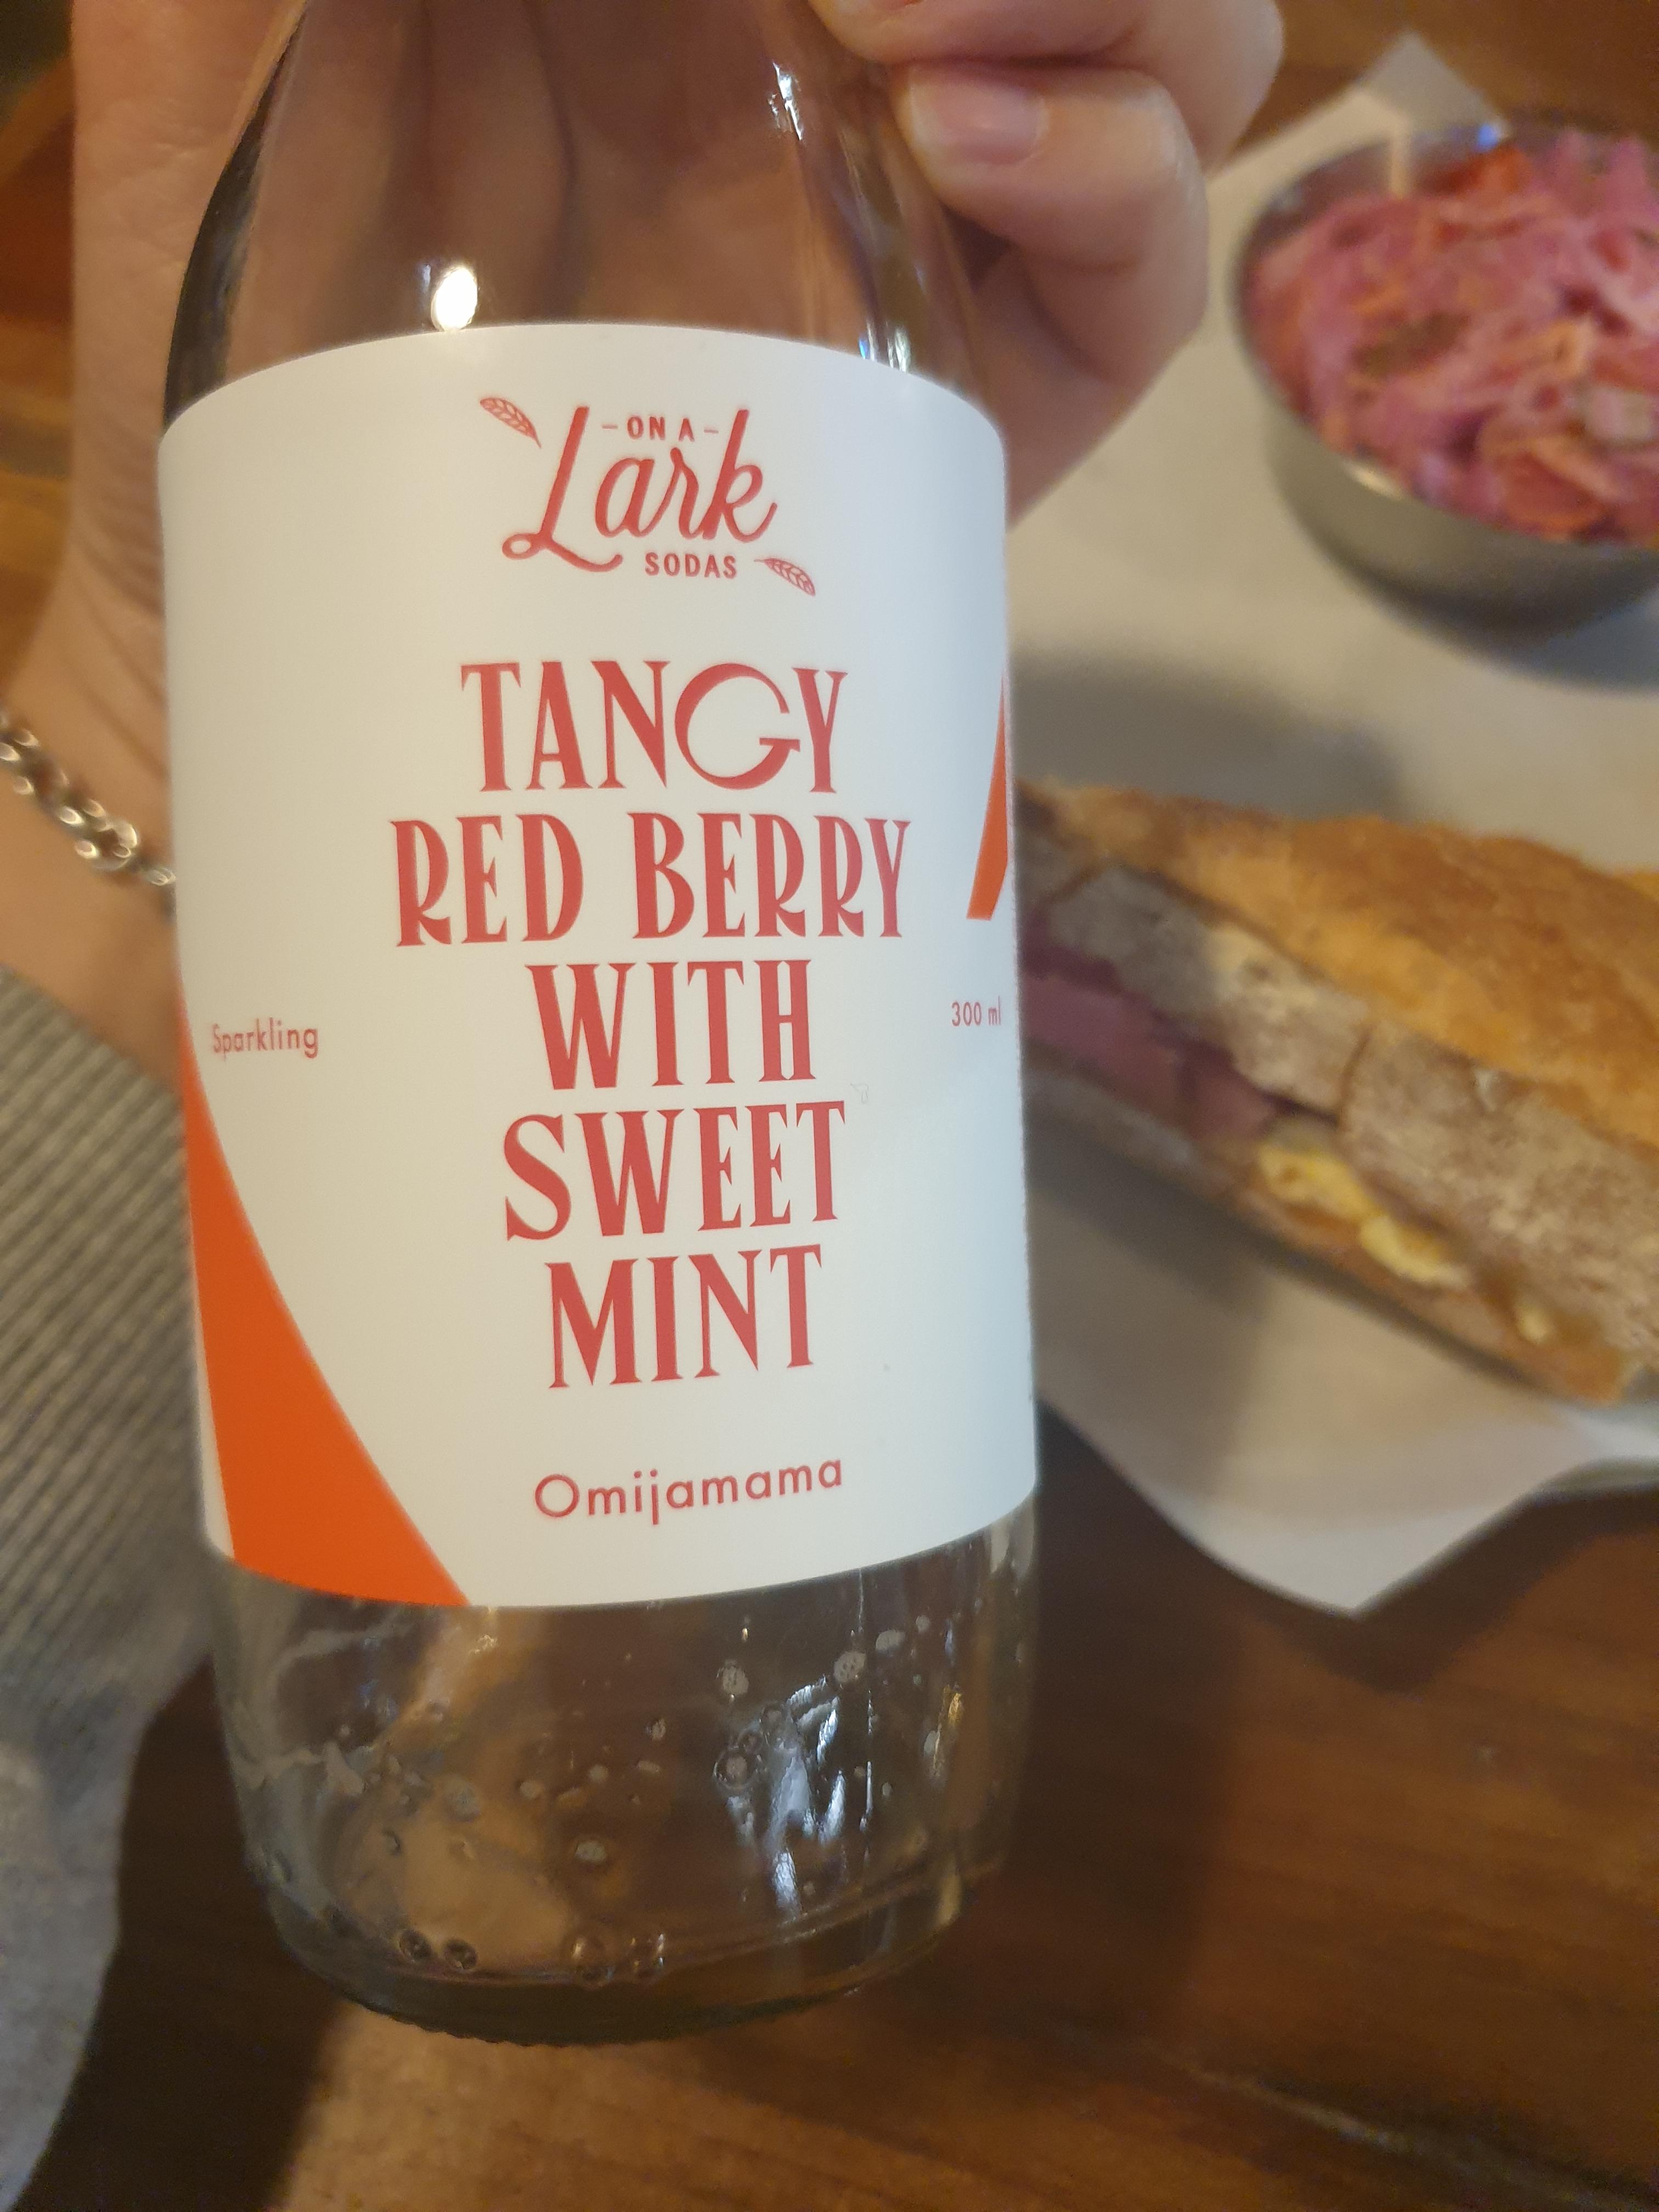 ON A
Lark
SODAS
TANGY
RED BERRY
WITH
SWEET
MINT
Sparkling
300 ml
Omijamama